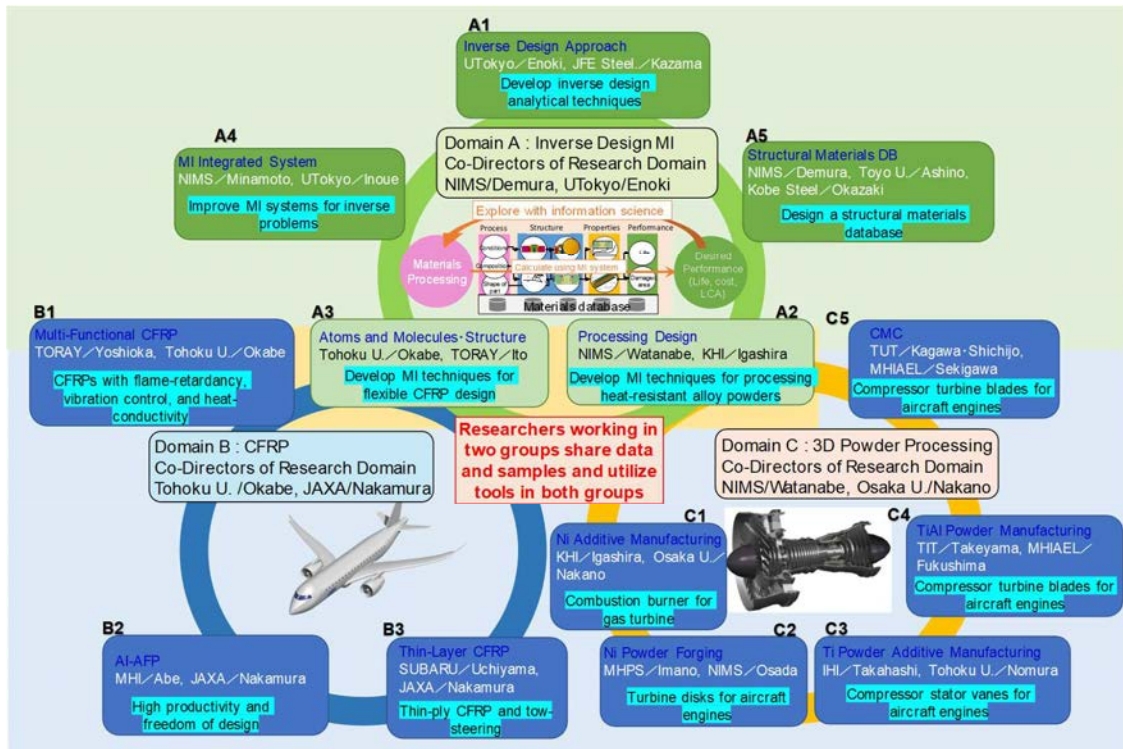 A1
Inverse Design Approach
UTokyo／Enoki, JFE Steel.／Kazama
Develop inverse design
analytical techniques
A4
MI Integrated System
NIMS／Minamoto, UTokyo／Inoue
Improve MI systems for inverse
problems
Domain A : Inverse Design MI
Co-Directors of Research Domain
NIMS/Demura, UTokyo/Enoki
A5
Structural Materials DB
NIMS／Demura, Toyo U.／Ashino,
Kobe Steel／Okazaki
Design a structural materials
database
Explore with information science
Process
Structure
Properties
Performance
Materials
Processing
Calculate using MI system
Desired
Performance
(Life, cost,
LCA)
Materials database
B1
Multi-Functional CFRP
TORAY／Yoshioka, Tohoku U.／Okabe
CFRPs with flame-retardancy,
vibration control, and heat-
conductivity
A3
Atoms and Molecules·Structure
Tohoku U.／Okabe, TORAY／Ito
Develop MI techniques for
flexible CFRP design
A2
Processing Design
NIMS／Watanabe, KHI／Igashira
Develop MI techniques for processing
heat-resistant alloy powders
C5
CMC
TUT／Kagawa·Shichijo,
MHIAEL／Sekigawa
Compressor turbine blades for
aircraft engines
Domain B : CFRP
Co-Directors of Research Domain
Tohoku U. /Okabe, JAXA/Nakamura
Researchers working in
two groups share data
and samples and utilize
tools in both groups
Domain C : 3D Powder Processing
Co-Directors of Research Domain
NIMS/Watanabe, Osaka U./Nakano
C1
Ni Additive Manufacturing
KHI／Igashira, Osaka U.／
Nakano
Combustion burner for
gas turbine
C4
TiAl Powder Manufacturing
TIT／Takeyama, MHIAEL／
Fukushima
Compressor turbine blades for
aircraft engines
B2
AI-AFP
MHI／Abe, JAXA／Nakamura
High productivity and
freedom of design
B3
Thin-Layer CFRP
SUBARU／Uchiyama,
JAXA／Nakamura
Thin-ply CFRP and tow-
steering
C2
Ni Powder Forging
MHPS／Imano, NIMS／Osada
Turbine disks for aircraft
engines
C3
Ti Powder Additive Manufacturing
IHI／Takahashi, Tohoku U.／Nomura
Compressor stator vanes for
aircraft engines